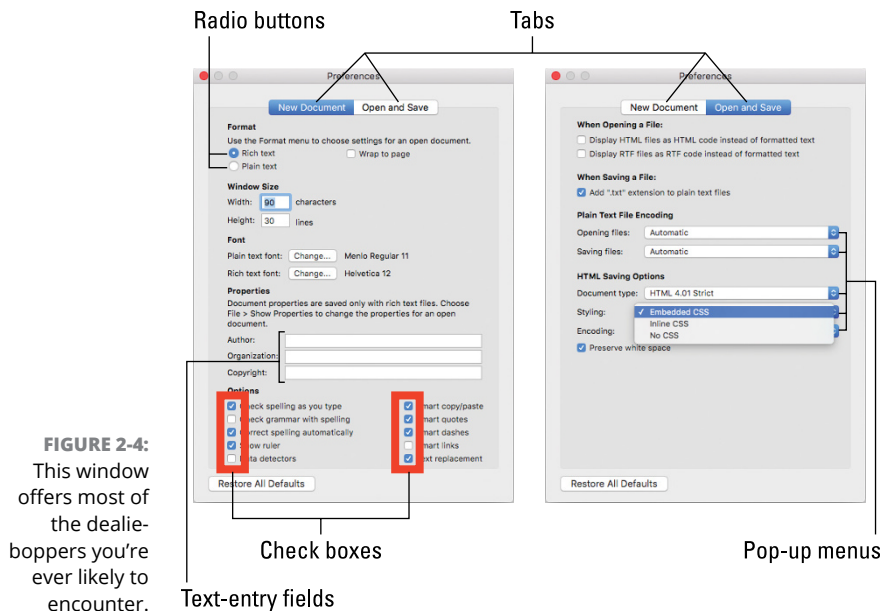 Radio buttons
Tabs
Preferences
New Document
Open and Save
Format
Use the Format menu to choose settings for an open document.
Rich text
Wrap to page
Plain text
Window Size
Width: 90 characters
Height: 30 lines
Font
Plain text font: Change... Menlo Regular 11
Rich text font: Change... Helvetica 12
Properties
Document properties are saved only with rich text files. Choose
File > Show Properties to change the properties for an open
document.
Author:
Organization:
Copyright:
Options
Check spelling as you type
Check grammar with spelling
Correct spelling automatically
Show ruler
Data detectors
Smart copy/paste
Smart quotes
Smart dashes
Smart links
Text replacement
Restore All Defaults
Preferences
New Document
Open and Save
When Opening a File:
Display HTML files as HTML code instead of formatted text
Display RTF files as RTF code instead of formatted text
When Saving a File:
Add ".txt" extension to plain text files
Plain Text File Encoding
Opening files: Automatic
Saving files: Automatic
HTML Saving Options
Document type: HTML 4.01 Strict
Styling: ✓ Embedded CSS
Inline CSS
Encoding:
No CSS
Preserve white space
Restore All Defaults
Check boxes
Pop-up menus
Text-entry fields
FIGURE 2-4:
This window
offers most of
the dealie-
boppers you're
ever likely to
encounter.